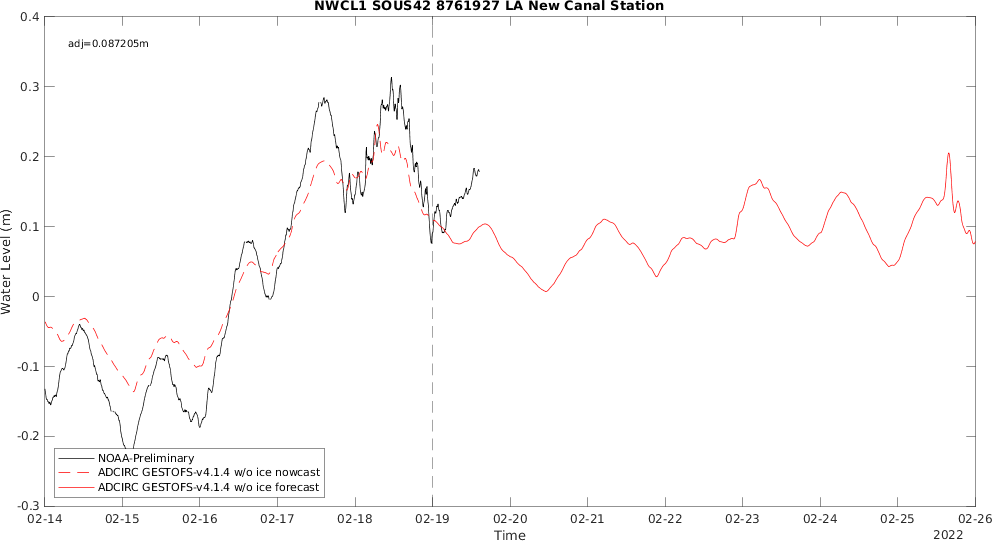 NWCL1 SOUS42 8761927 LA New Canal Station
adj=0.087205m
Water Level (m)
0.4
0.3
0.2
0.1
0
-0.1
-0.2
-0.3
NOAA-Preliminary
ADCIRC GESTOFS-v4.1.4 w/o ice nowcast
ADCIRC GESTOFS-v4.1.4 w/o ice forecast
02-14 02-15 02-16 02-17 02-18 02-19 02-20 02-21 02-22 02-23 02-24 02-25 02-26
Time
2022